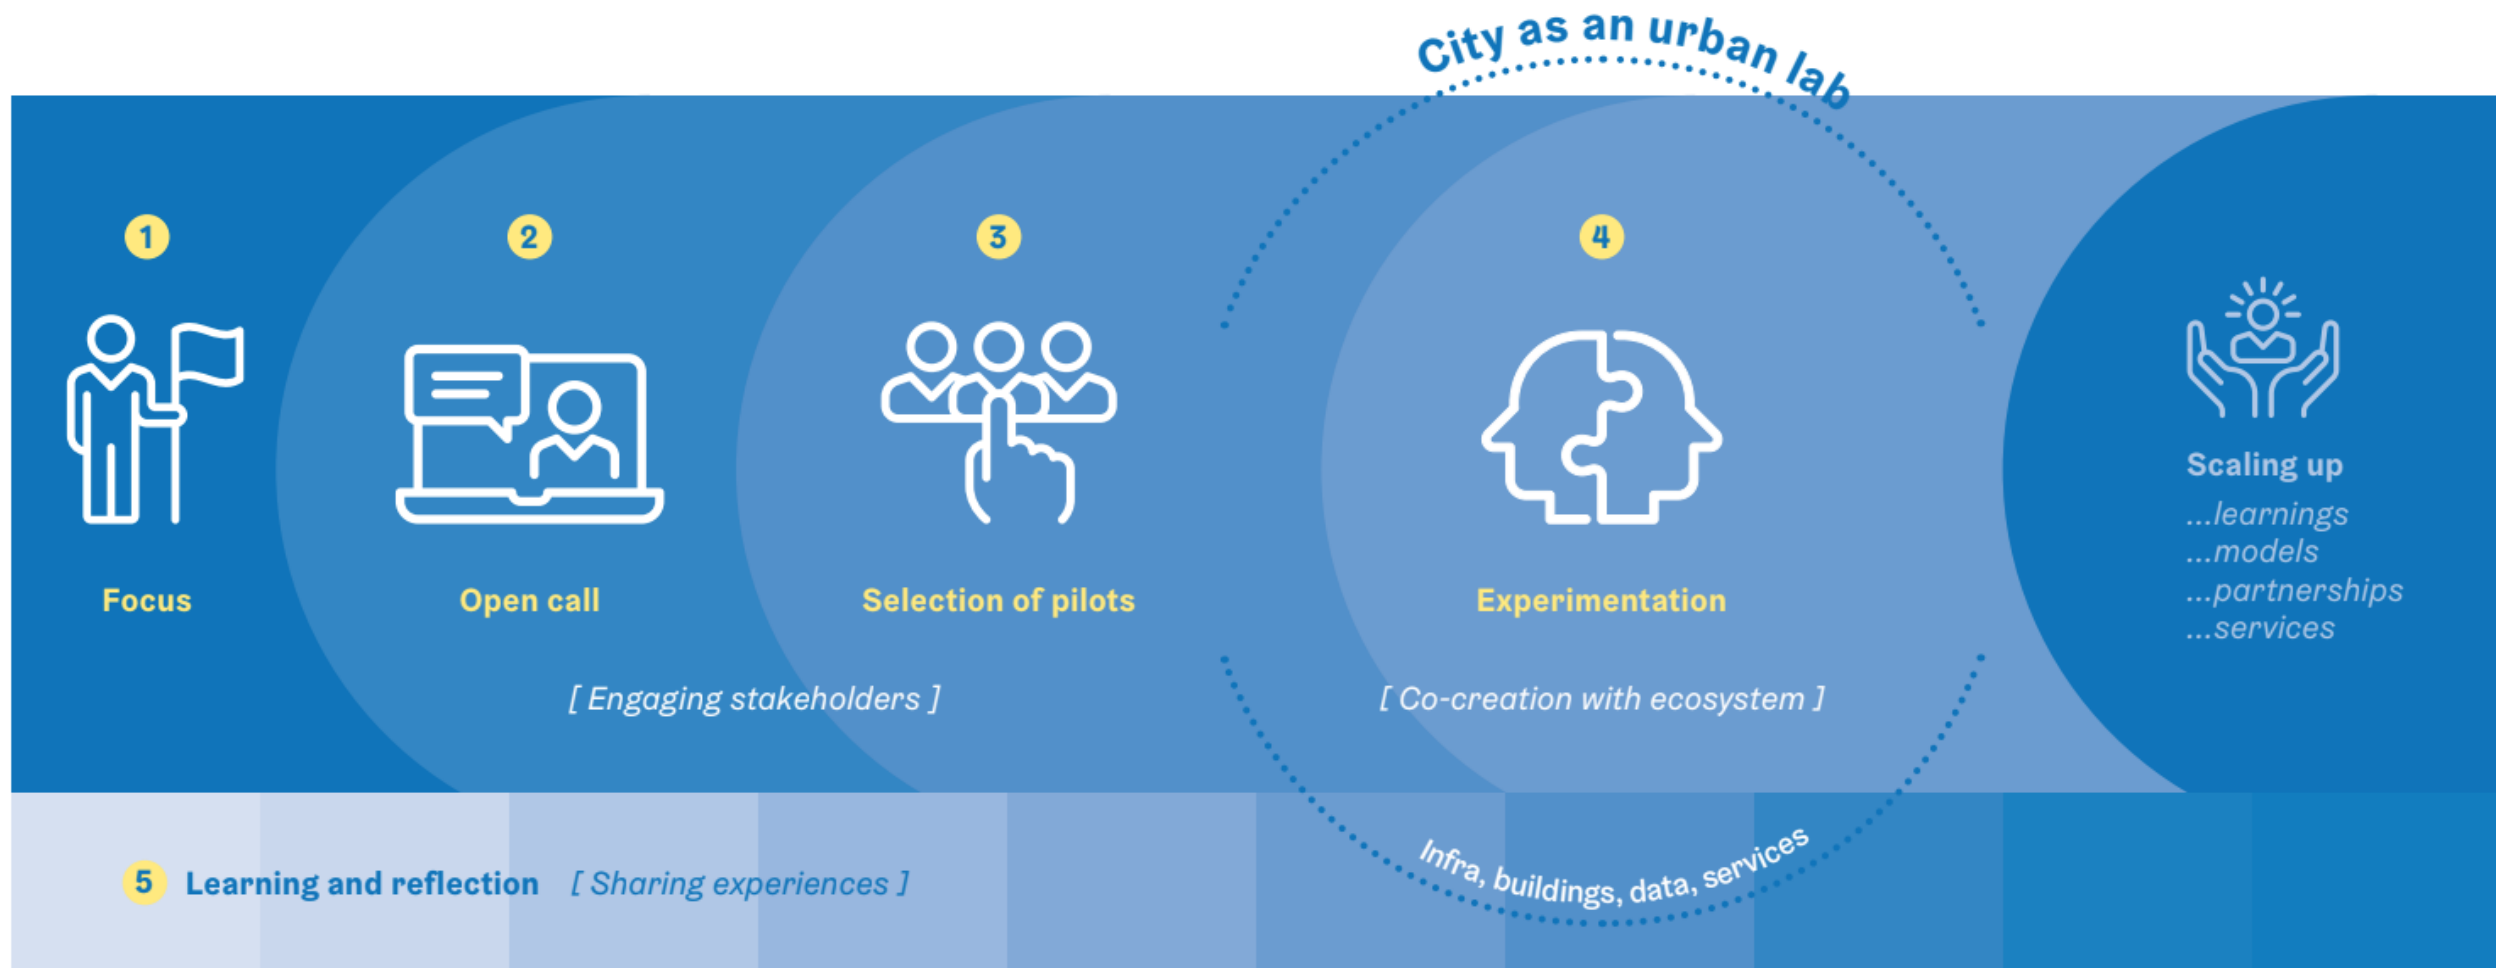 City as an urban lab
1
2
3
4
Focus
Open call
Selection of pilots
Experimentation
Scaling up
...learnings
...models
...partnerships
...services
[ Engaging stakeholders ]
[ Co-creation with ecosystem ]
Infra, buildings, data, services
5 Learning and reflection [ Sharing experiences ]